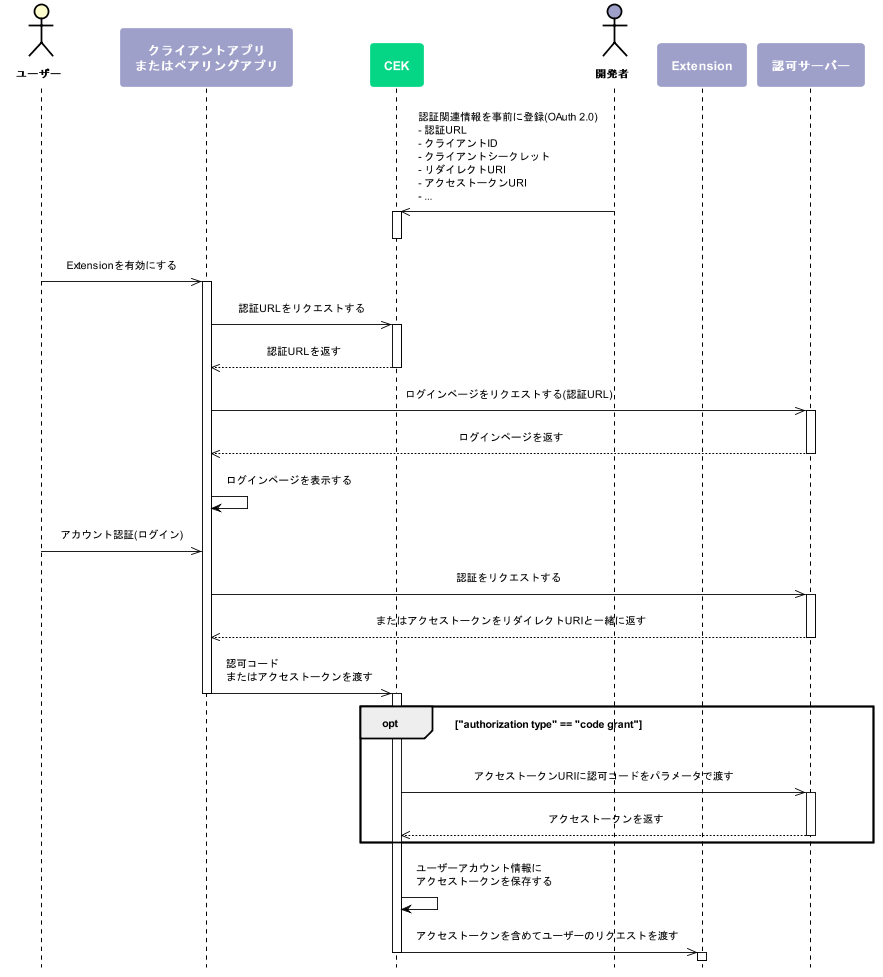 ユーザー
クライアントアプリ
またはペアリングアプリ
CEK
開発者
Extension
認可サーバー
認証関連情報を事前に登録(OAuth 2.0)
- 認証URL
- クライアントID
- クライアントシークレット
- リダイレクトURI
- アクセストークンURI
- ...
Extensionを有効にする
認証URLをリクエストする
認証URLを返す
ログインページをリクエストする(認証URL)
ログインページを返す
ログインページを表示する
アカウント認証(ログイン)
認証をリクエストする
またはアクセストークンをリダイレクトURIと一緒に返す
認可コード
またはアクセストークンを渡す
opt
["authorization type" == "code grant"]
アクセストークンURIに認可コードをパラメータで渡す
アクセストークンを返す
ユーザーアカウント情報に
アクセストークンを保存する
アクセストークンを含めてユーザーのリクエストを渡す